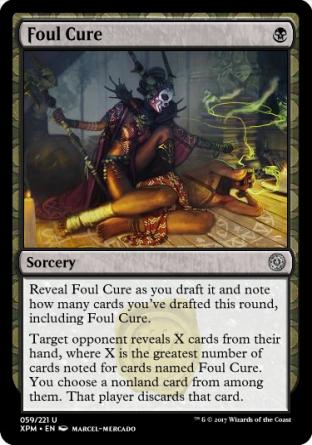 Foul Cure
Sorcery
Reveal Foul Cure as you draft it and note
how many cards you've drafted this round,
including Foul Cure.
Target opponent reveals X cards from their
hand, where X is the greatest number of
cards noted for cards named Foul Cure.
You choose a nonland card from among
them. That player discards that card.
059/221 U
XPM • EN MARCEL-MERCADO
™ & © 2017 Wizards of the Coast